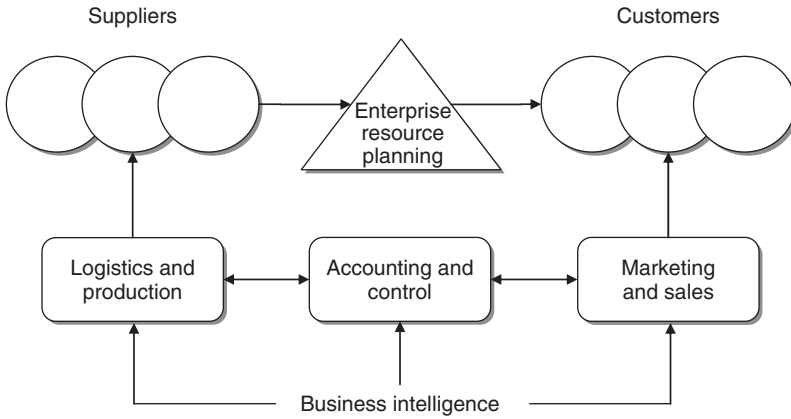 Suppliers
Customers
Enterprise
resource
planning
Logistics and
production
Accounting and
control
Marketing
and sales
Business intelligence